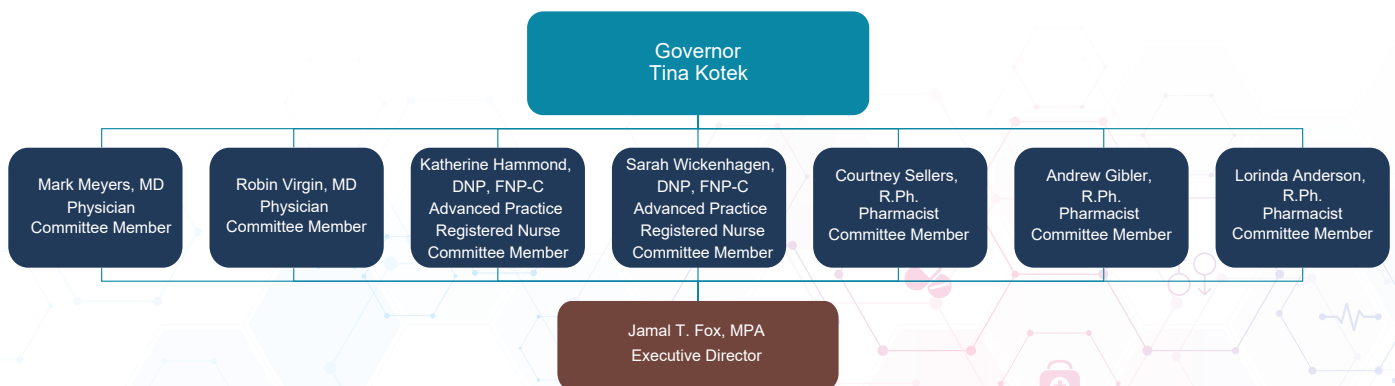 Governor
Tina Kotek
Mark Meyers, MD
Physician
Committee Member
Robin Virgin, MD
Physician
Committee Member
Katherine Hammond,
DNP, FNP-C
Advanced Practice
Registered Nurse
Committee Member
Sarah Wickenhagen,
DNP, FNP-C
Advanced Practice
Registered Nurse
Committee Member
Courtney Sellers,
R.Ph.
Pharmacist
Committee Member
Andrew Gibler,
R.Ph.
Pharmacist
Committee Member
Lorinda Anderson,
R.Ph.
Pharmacist
Committee Member
Jamal T. Fox, MPA
Executive Director